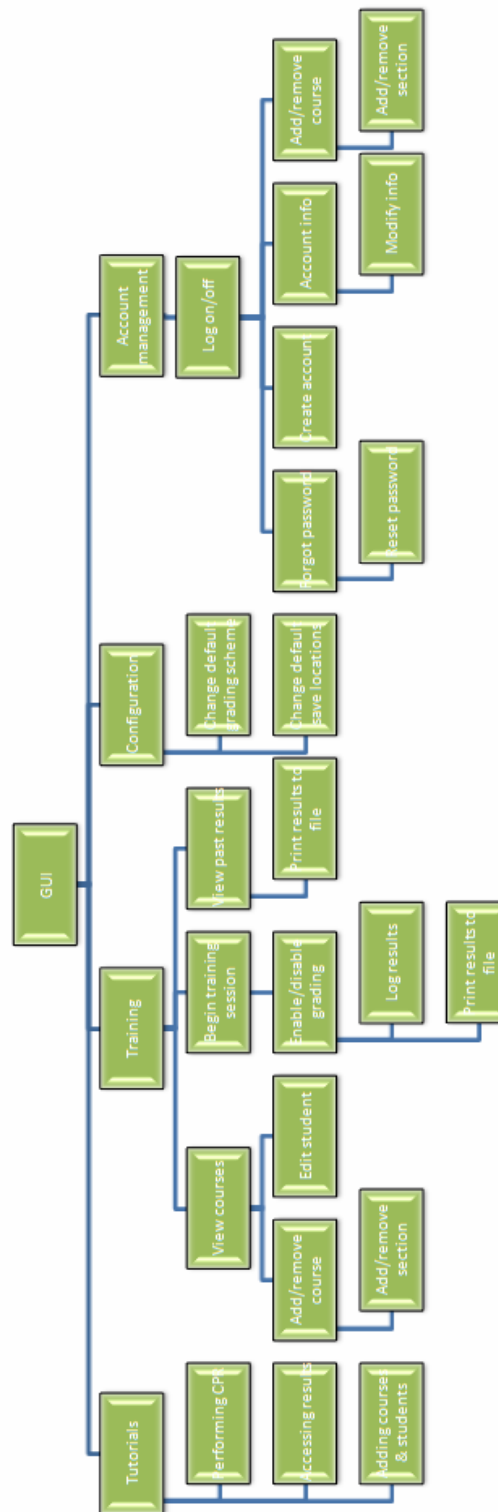 GUI
Tutorials
Training
Configuration
Account
management
Performing CPR
Accessing results
Adding courses
& students
View courses
Begin training
session
View past results
Add/remove
course
Edit student
Add/remove
section
Enable/disable
grading
Log results
Print results to
file
Print results to
file
Change default
grading scheme
Change default
save locations
Log on/off
Forgot password
Create account
Account info
Add/remove
course
Reset password
Modify info
Add/remove
section